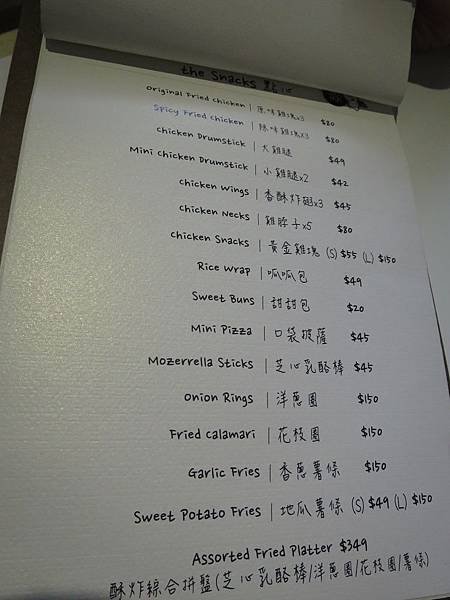 the Snacks 點心
Original Fried Chicken | 原味雞塊x3 $80
Spicy Fried Chicken | 辣味雞塊x3 $80
Chicken Drumstick | 大雞腿 $49
Mini Chicken Drumstick | 小雞腿x2 $42
Chicken Wings | 香酥炸翅x3 $45
Chicken Necks | 雞脖子x5 $80
Chicken Snacks | 黃金雞塊 (S) $55 (L) $150
Rice Wrap | 呱呱包 $49
Sweet Buns | 甜甜包 $20
Mini Pizza | 口袋披薩 $45
Mozerrella Sticks | 芝心乳酪棒 $45
Onion Rings | 洋蔥圈 $150
Fried Calamari | 花枝圈 $150
Garlic Fries | 香蔥薯條 $150
Sweet Potato Fries | 地瓜薯條 (S) $49 (L) $150
Assorted Fried Platter $349
酥炸綜合拼盤(芝心乳酪棒/洋蔥圈/花枝圈/薯條)